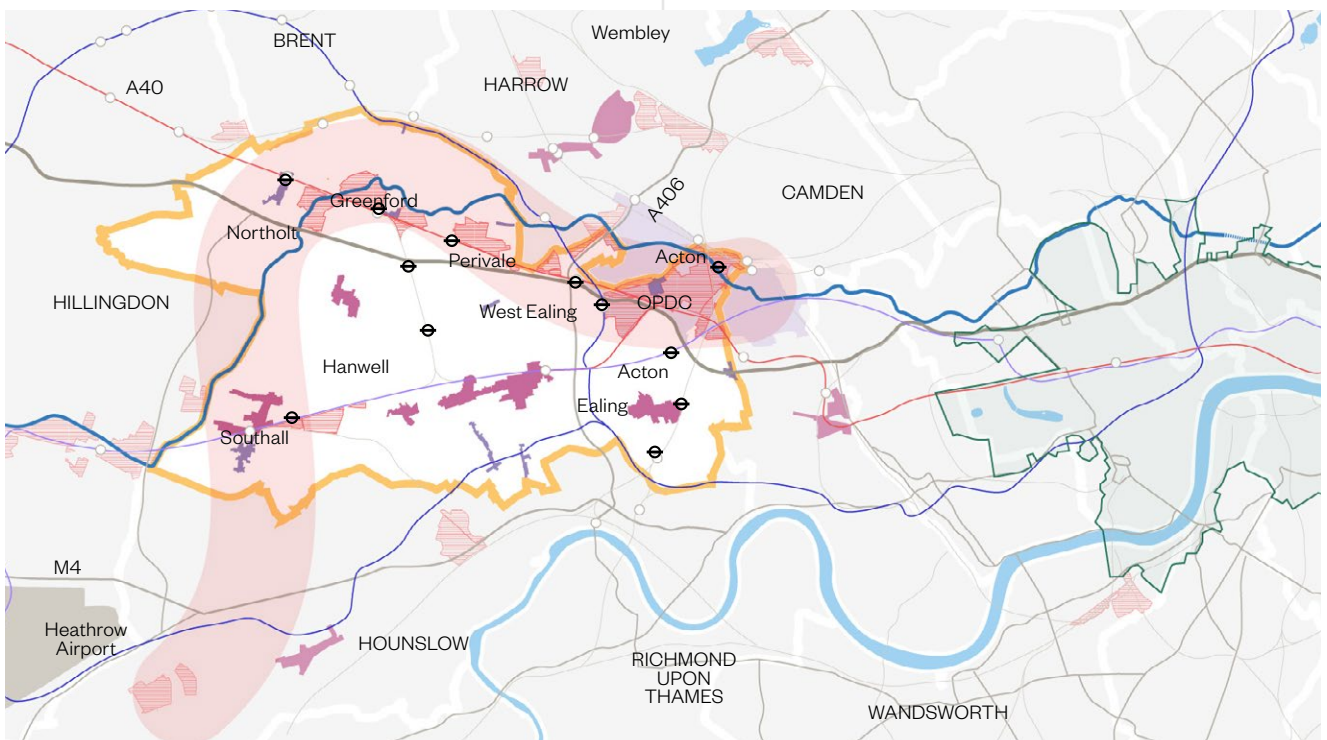 Wembley
BRENT
HARROW
A40
A406
CAMDEN
Greenford
Northolt
Perivale
Acton
HILLINGDON
OPDC
West Ealing
Hanwell
Acton
Ealing
Southall
M4
Heathrow
Airport
HOUNSLOW
RICHMOND
UPON
THAMES
WANDSWORTH